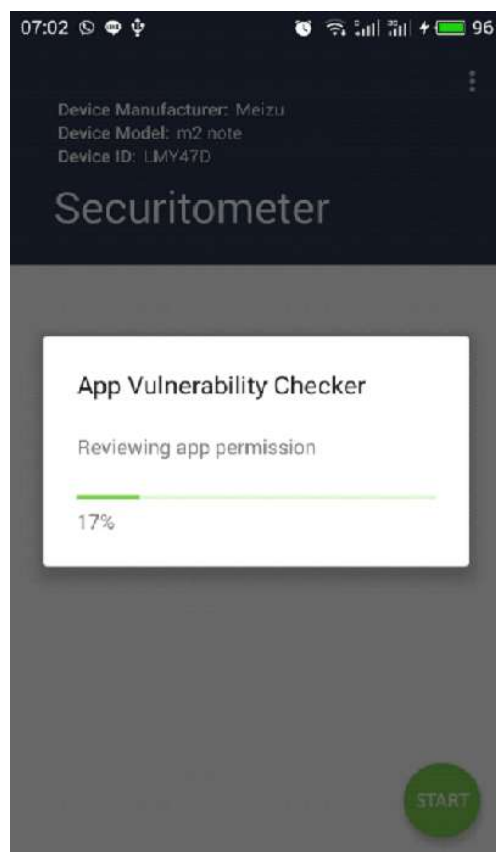 07:02 96
Device Manufacturer: Meizu
Device Model: m2 note
Device ID: LMY47D
Securitometer
App Vulnerability Checker
Reviewing app permission
17%
START